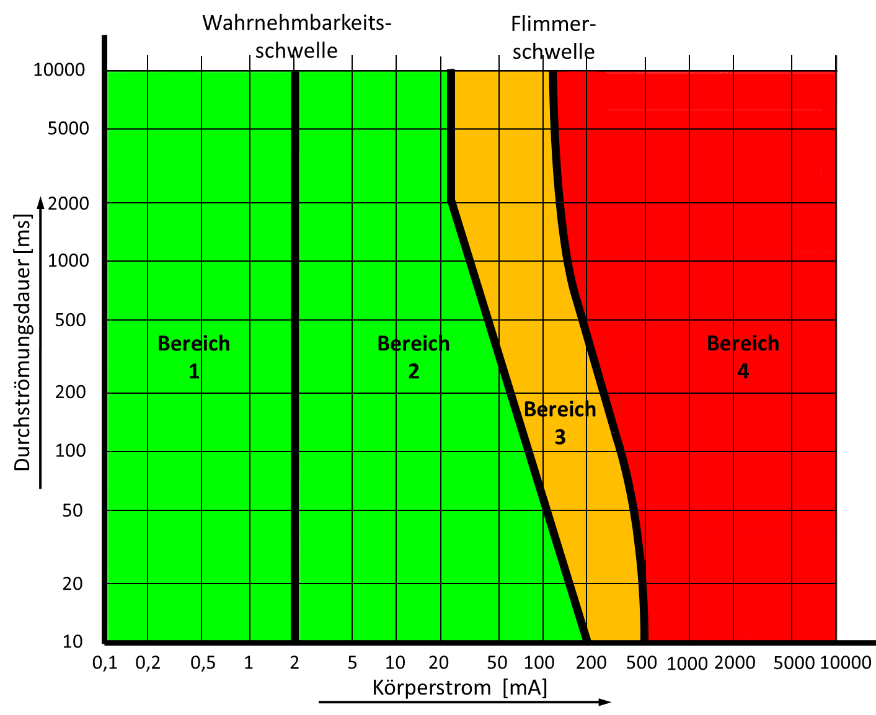 Wahrnehmbarkeits-
schwelle
Flimmer-
schwelle
10000
5000
2000
1000
500
200
100
50
20
10
Durchströmungsdauer [ms]
Bereich
1
Bereich
2
Bereich
3
Bereich
4
0,1 0,2 0,5 1 2 5 10 20 50 100 200 500 1000 2000 5000 10000
Körperstrom [mA]